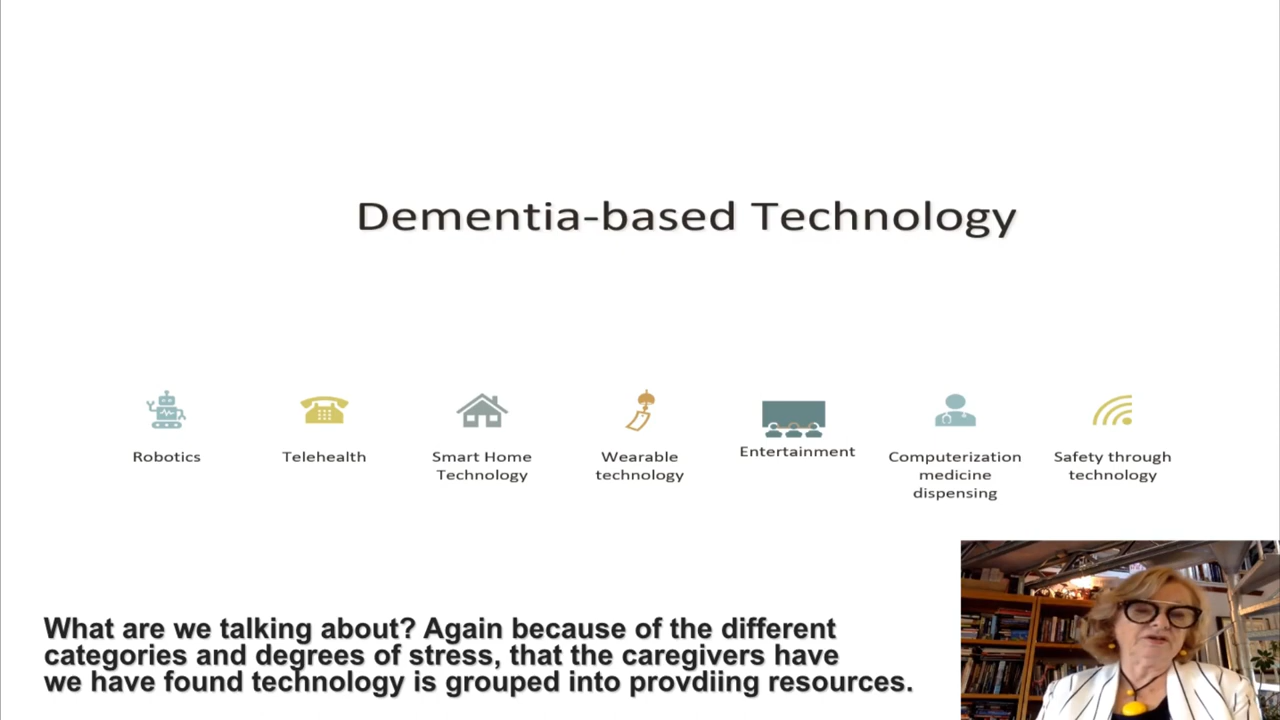 Dementia-based Technology
Robotics
Telehealth
Smart Home
Technology
Wearable
technology
Entertainment
Computerization
medicine
dispensing
Safety through
technology
What are we talking about? Again because of the different
categories and degrees of stress, that the caregivers have
we have found technology is grouped into provdiing resources.